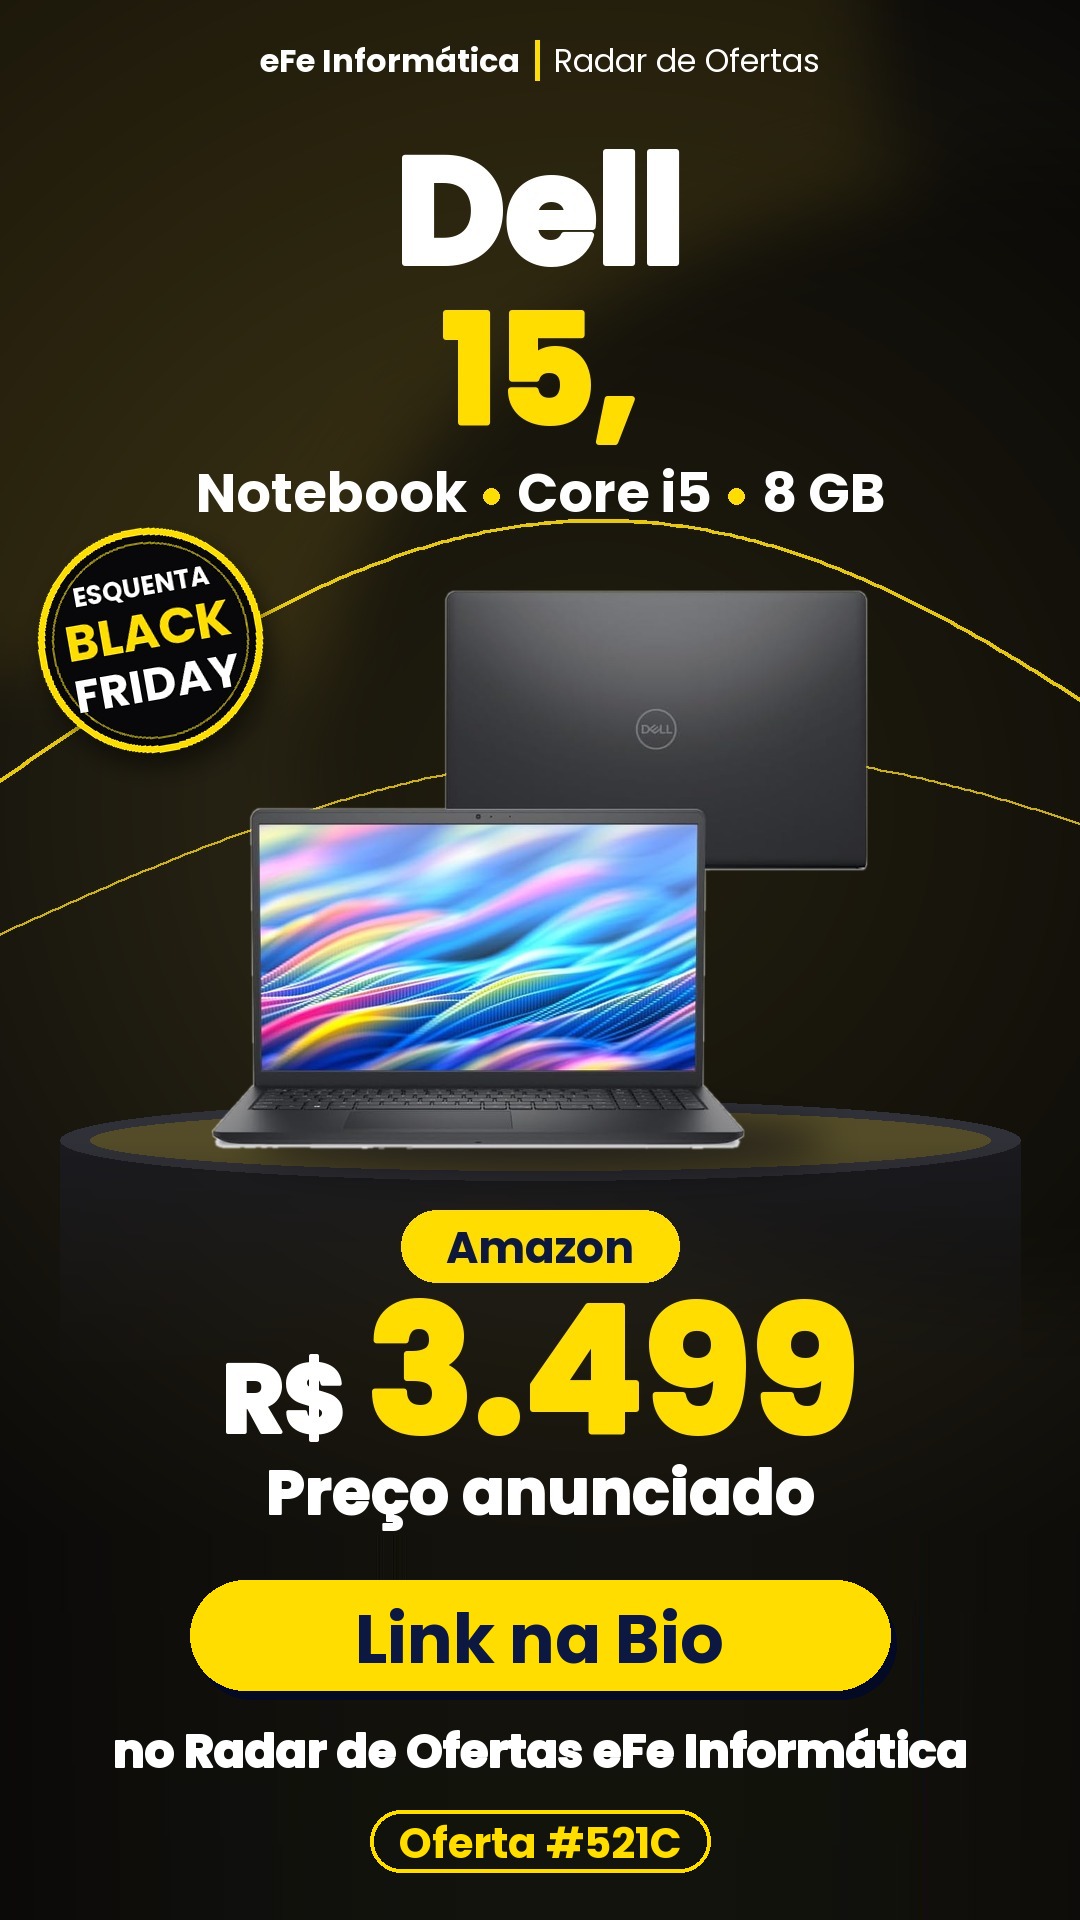 eFe Informática | Radar de Ofertas
Dell
15,
Notebook • Core i5 • 8 GB
ESQUENTA
BLACK
FRIDAY
DELL
Amazon
R$ 3.499
Preço anunciado
Link na Bio
no Radar de Ofertas eFe Informática
Oferta #521C